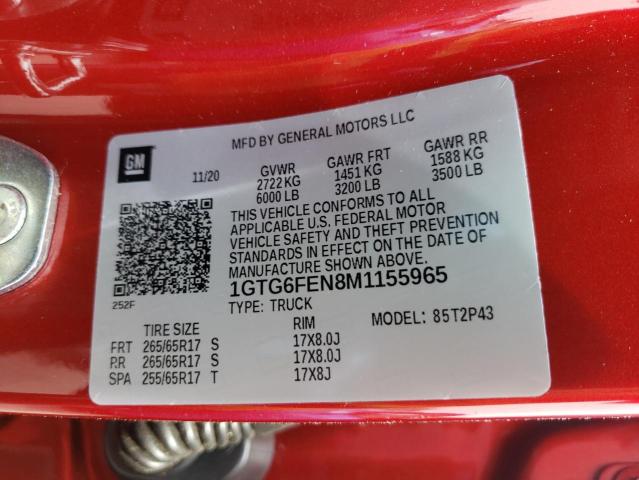 MFD BY GENERAL MOTORS LLC
GM
11/20 GVWR GAWR FRT GAWR RR
2722 KG 1451 KG 1588 KG
6000 LB 3200 LB 3500 LB
THIS VEHICLE CONFORMS TO ALL
APPLICABLE U.S. FEDERAL MOTOR
VEHICLE SAFETY AND THEFT PREVENTION
STANDARDS IN EFFECT ON THE DATE OF
MANUFACTURE SHOWN ABOVE.
1GTG6FEN8M1155965
252F
TYPE: TRUCK MODEL: 85T2P43
TIRE SIZE RIM
FRT 265/65R17 S 17X8.0J
RR 265/65R17 S 17X8.0J
SPA 255/65R17 T 17X8J